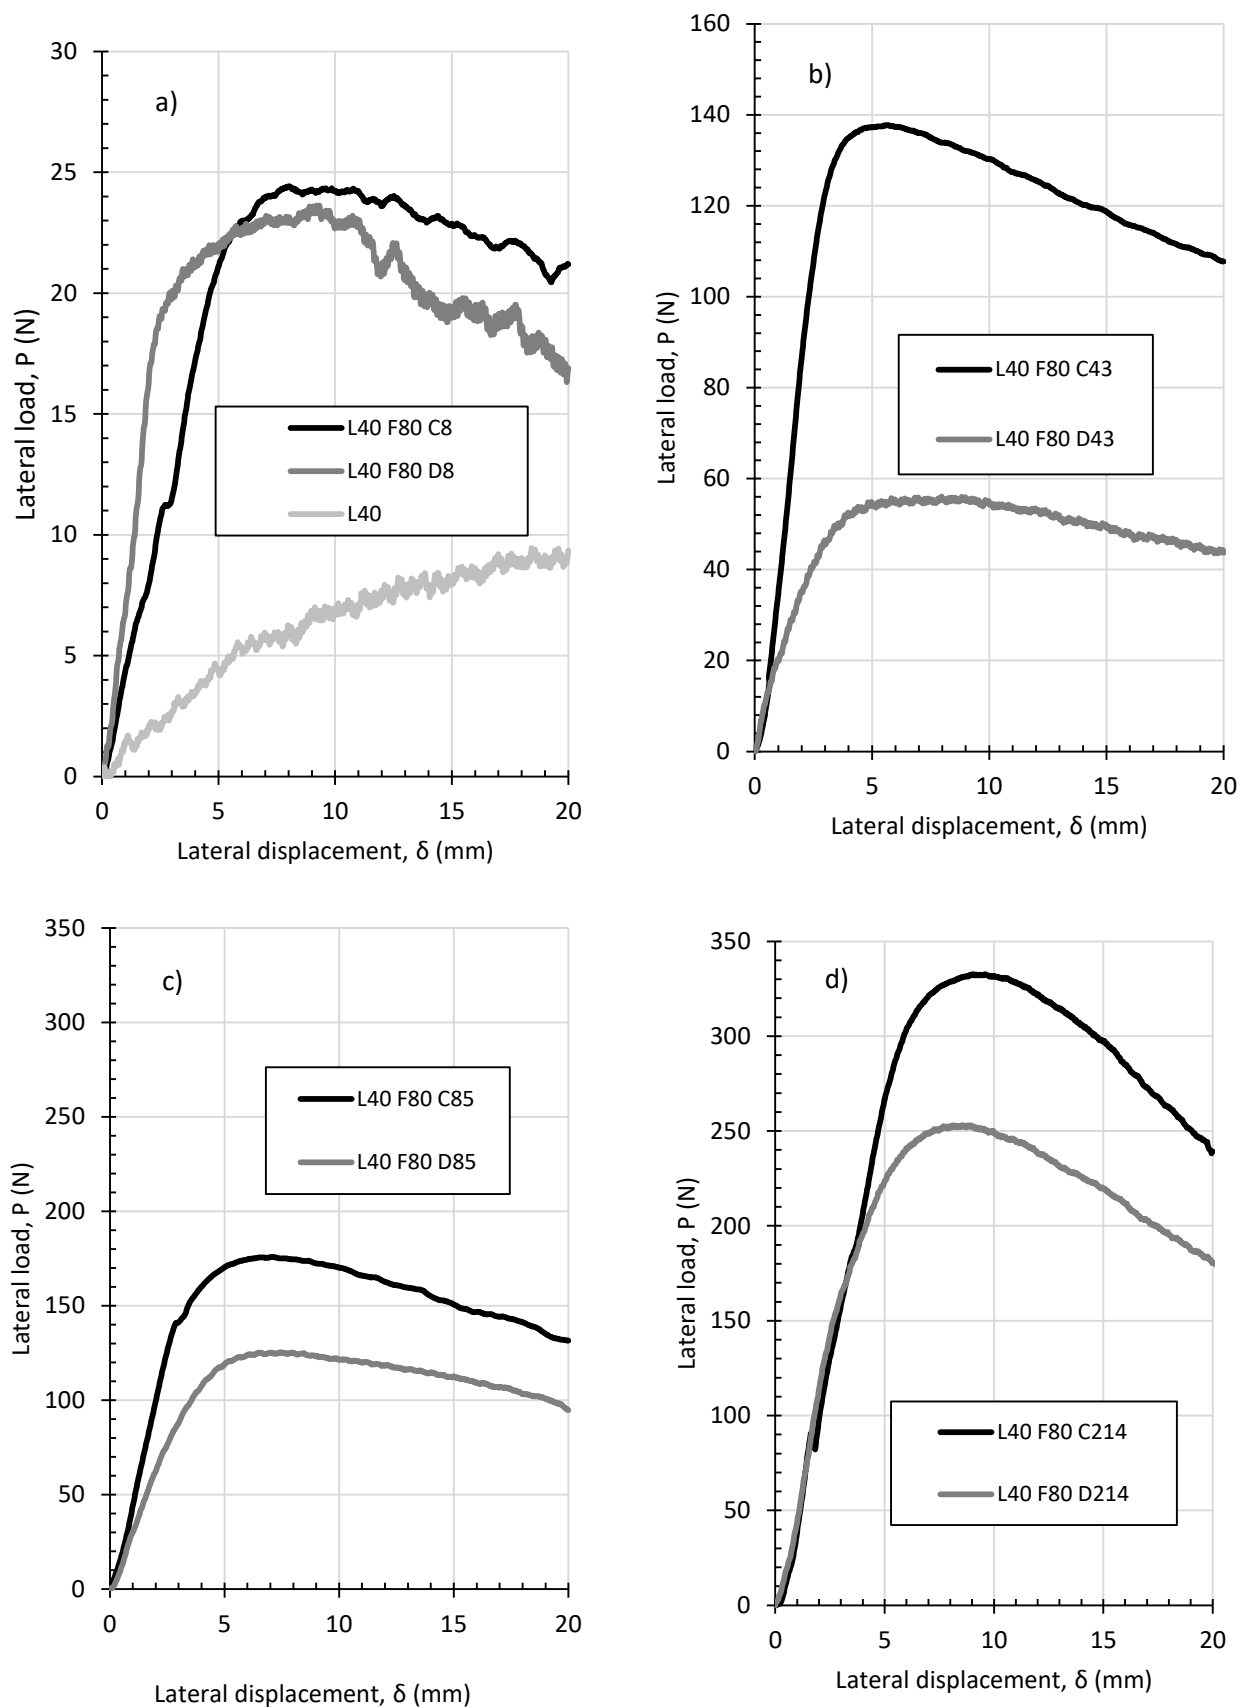 a)
30
25
20
15
10
5
0
Lateral load, P (N)
L40 F80 C8
L40 F80 D8
L40
0 5 10 15 20
Lateral displacement, δ (mm)
b)
160
140
120
100
80
60
40
20
0
Lateral load, P (N)
L40 F80 C43
L40 F80 D43
0 5 10 15 20
Lateral displacement, δ (mm)
c)
350
300
250
200
150
100
50
0
Lateral load, P (N)
L40 F80 C85
L40 F80 D85
0 5 10 15 20
Lateral displacement, δ (mm)
d)
350
300
250
200
150
100
50
0
Lateral load, P (N)
L40 F80 C214
L40 F80 D214
0 5 10 15 20
Lateral displacement, δ (mm)